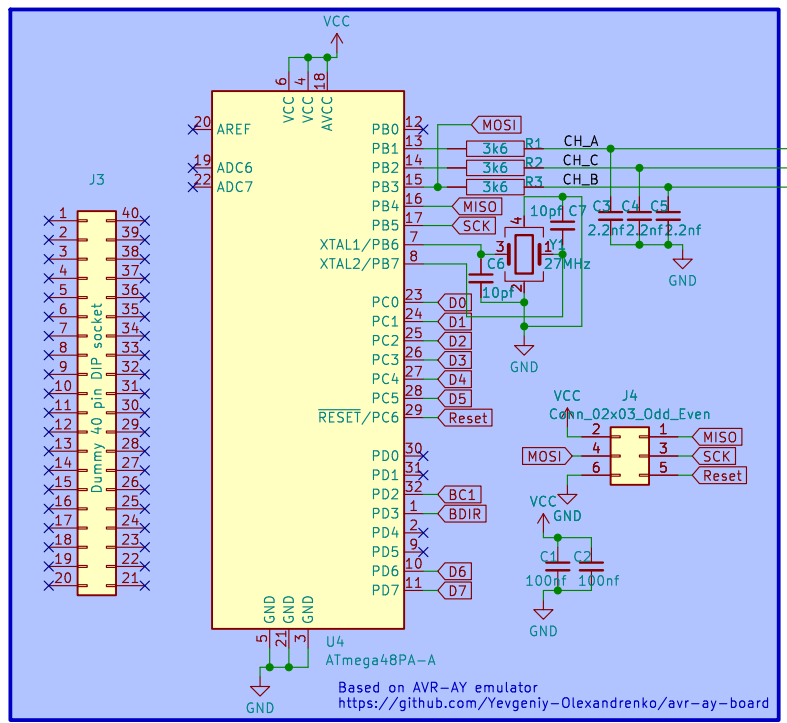 VCC
6
4
18
VCC
VCC
AVCC
20
AREF
19
ADC6
22
ADC7
PB0
12
MOSI
PB1
13
3k6
R1
CH_A
PB2
14
3k6
R2
CH_C
PB3
15
3k6
R3
CH_B
PB4
16
MISO
PB5
17
SCK
XTAL1/PB6
7
XTAL2/PB7
8
4
10pf
C7
3
1
Y1
27MHz
2
C6
10pf
GND
C3
C4
C5
2.2nf
2.2nf
2.2nf
GND
PC0
23
D0
PC1
24
D1
PC2
25
D2
PC3
26
D3
PC4
27
D4
PC5
28
D5
RESET/PC6
29
Reset
PD0
30
PD1
31
PD2
32
BC1
PD3
1
BDIR
PD4
2
PD5
9
PD6
10
D6
PD7
11
D7
GND
GND
GND
5
21
3
GND
U4
ATmega48PA-A
J3
Dummy 40 pin DIP socket
1
40
2
39
3
38
4
37
5
36
6
35
7
34
8
33
9
32
10
31
11
30
12
29
13
28
14
27
15
26
16
25
17
24
18
23
19
22
20
21
VCC
J4
Conn_02x03_Odd_Even
2
1
MISO
MOSI
4
3
SCK
6
5
Reset
GND
VCC
C1
C2
100nf
100nf
GND
Based on AVR-AY emulator
https://github.com/Yevgeniy-Olexandrenko/avr-ay-board